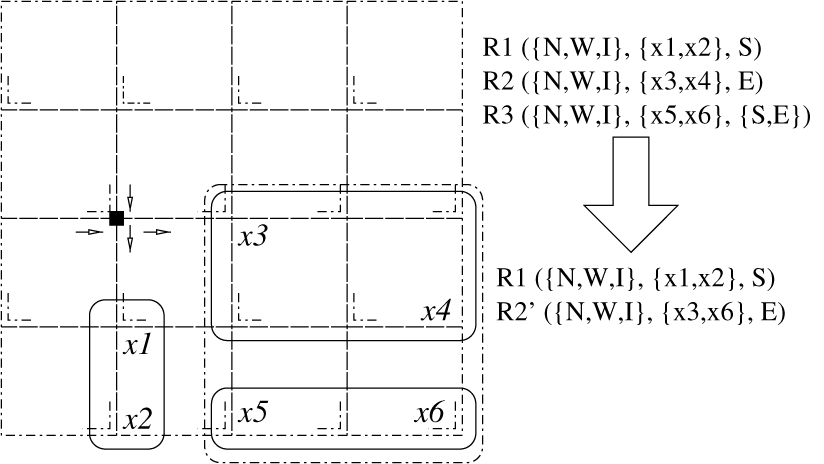 R1 ({N,W,I}, {x1,x2}, S)
R2 ({N,W,I}, {x3,x4}, E)
R3 ({N,W,I}, {x5,x6}, {S,E})
x3
R1 ({N,W,I}, {x1,x2}, S)
x4
R2’ ({N,W,I}, {x3,x6}, E)
x1
x2
x5
x6